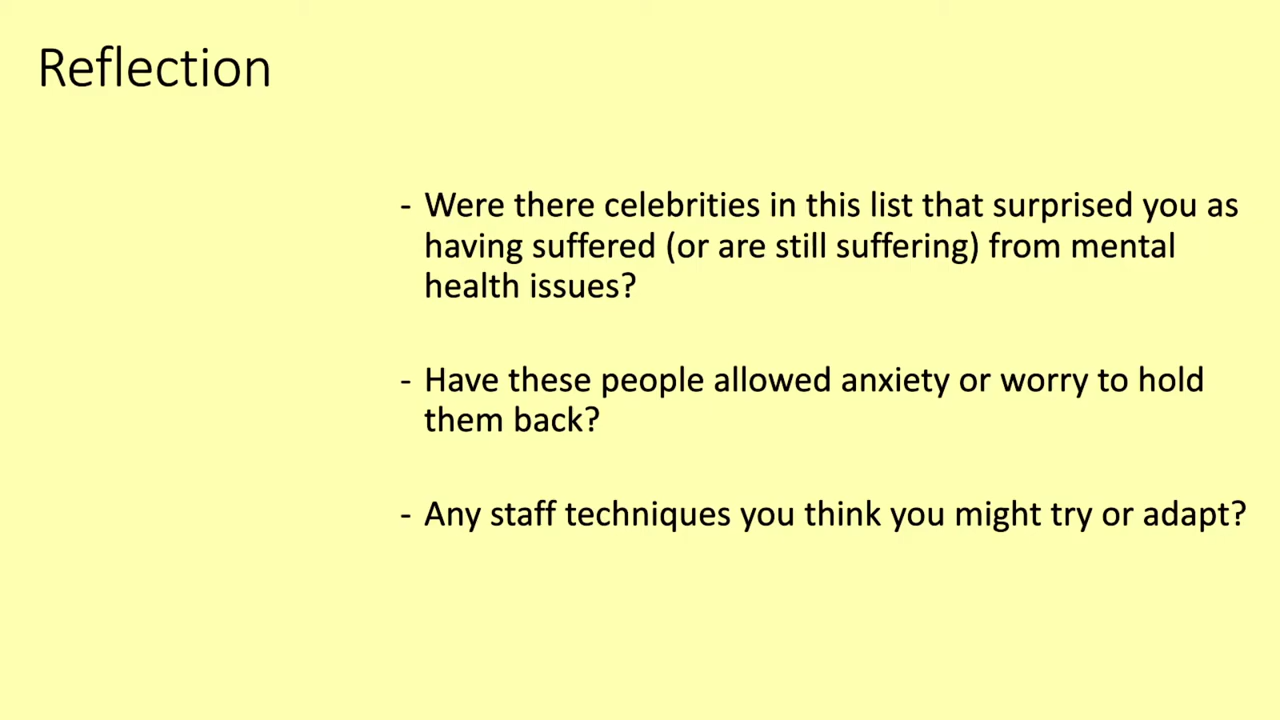 Reflection
- Were there celebrities in this list that surprised you as
having suffered (or are still suffering) from mental
health issues?
- Have these people allowed anxiety or worry to hold
them back?
- Any staff techniques you think you might try or adapt?